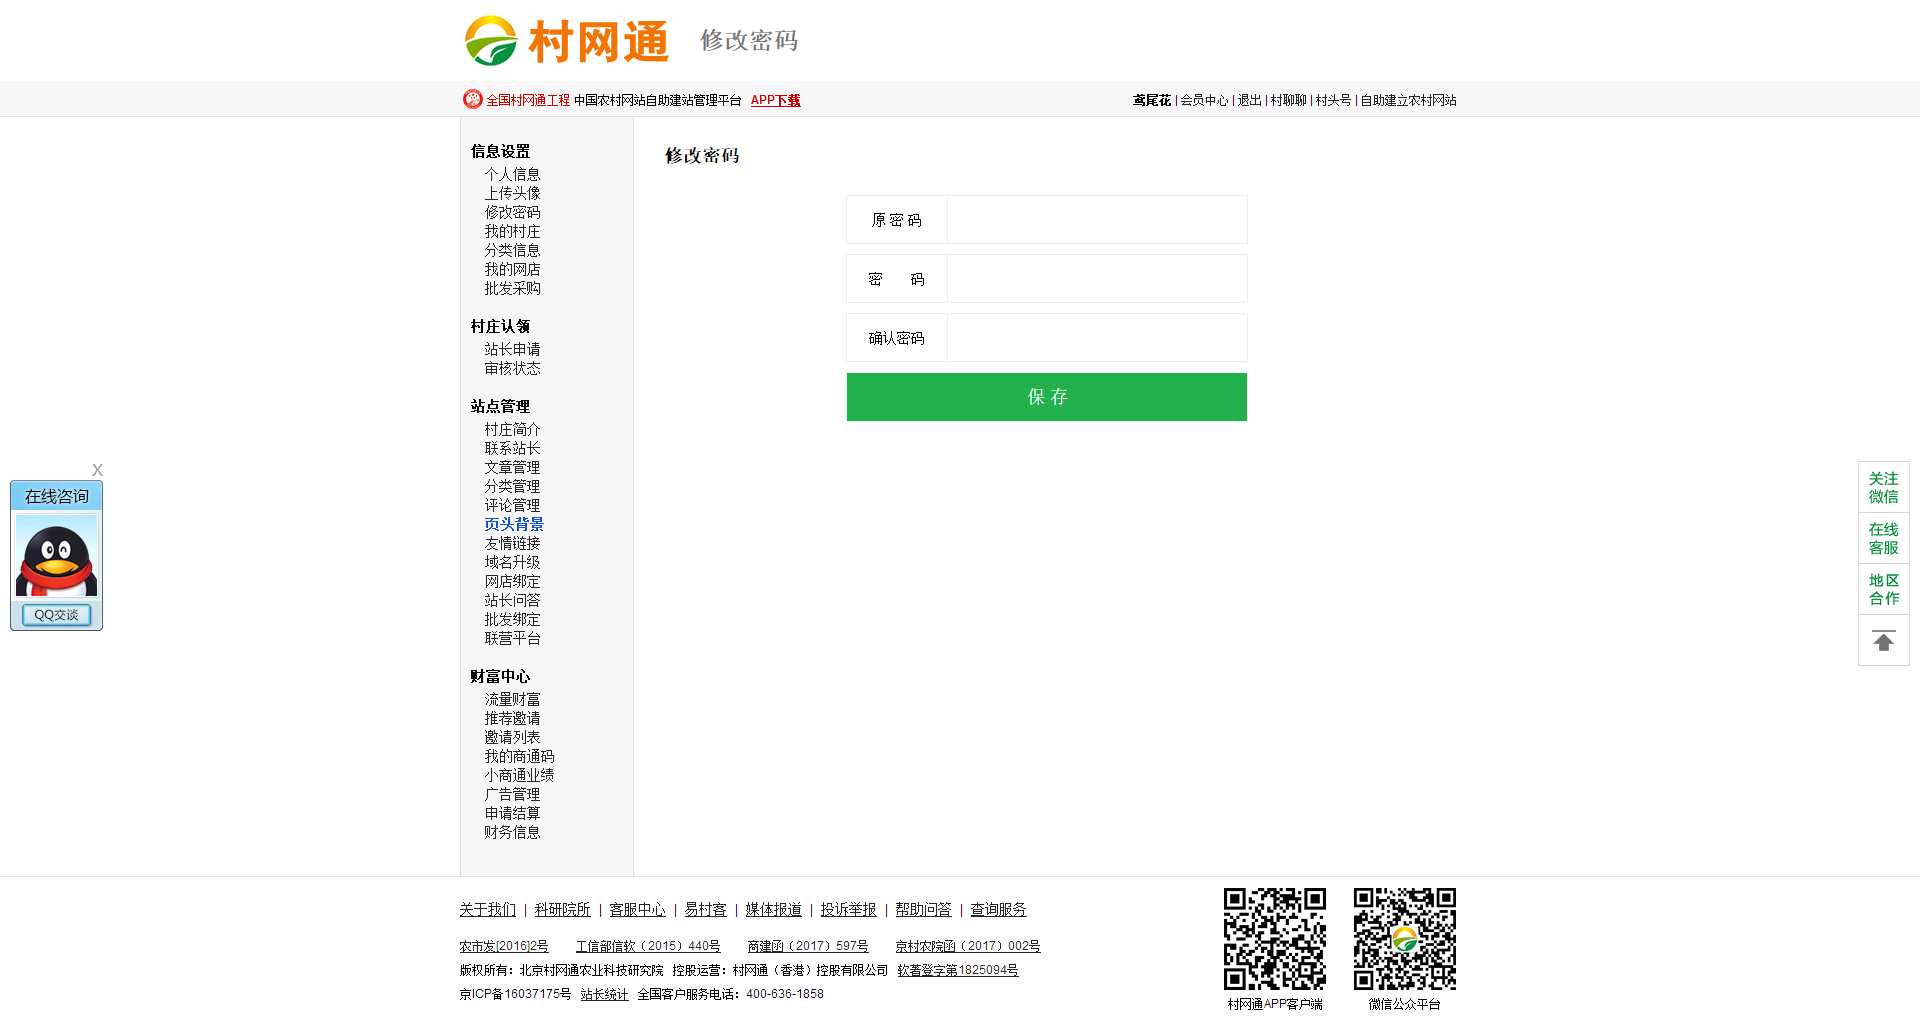 村网通 修改密码
全国村网通工程 中国农村网站自助建站管理平台 APP下载
鸢尾花 | 会员中心 | 退出 | 村聊聊 | 村头号 | 自助建立农村网站
信息设置
个人信息
上传头像
修改密码
我的村庄
分类信息
我的网店
批发采购
村庄认领
站长申请
审核状态
站点管理
村庄简介
联系站长
文章管理
分类管理
评论管理
页头背景
友情链接
域名升级
网店绑定
站长问答
批发绑定
联营平台
财富中心
流量财富
推荐邀请
邀请列表
我的商通码
小商通业绩
广告管理
申请结算
财务信息
修改密码
原 密 码
密 码
确认密码
保 存
X
在线咨询
QQ交谈
关注
微信
在线
客服
地区
合作
关于我们 | 科研院所 | 客服中心 | 易村客 | 媒体报道 | 投诉举报 | 帮助问答 | 查询服务
农市发[2016]2号 工信部信软（2015）440号 商建函（2017）597号 京村农院函（2017）002号
版权所有：北京村网通农业科技研究院 控股运营：村网通（香港）控股有限公司 软著登字第1825094号
京ICP备16037175号 站长统计 全国客户服务电话：400-636-1858
村网通APP客户端
微信公众平台